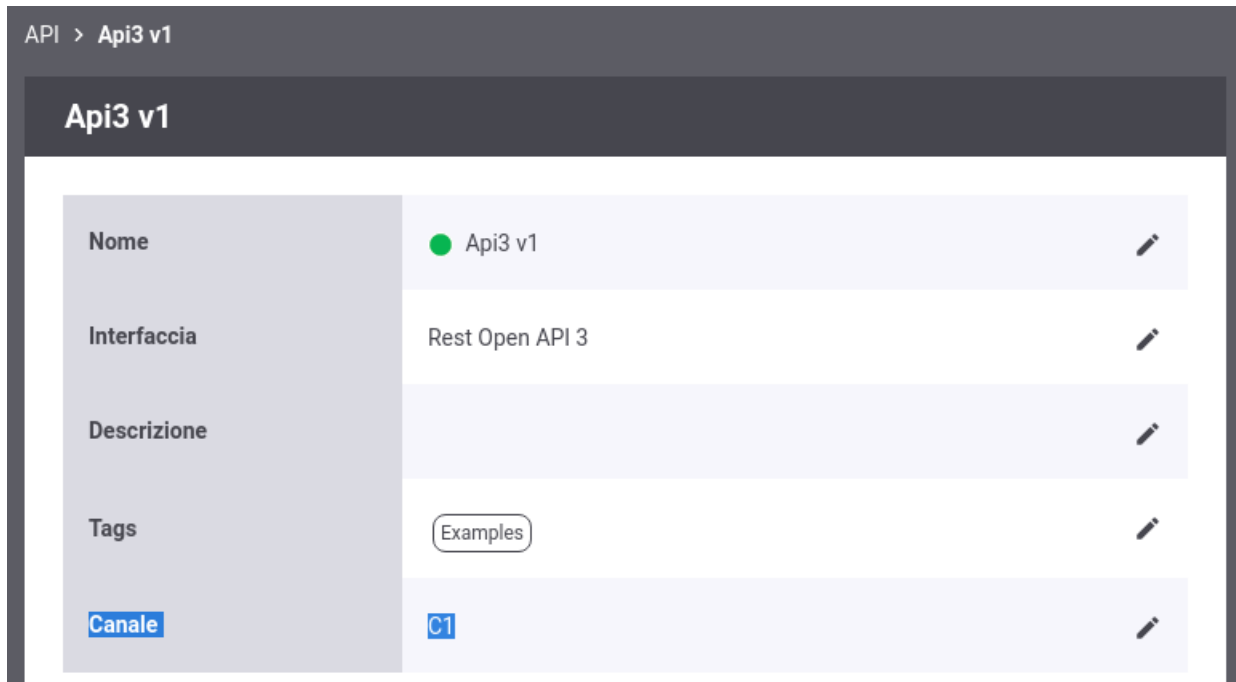 API > Api3 v1
Api3 v1
Nome Api3 v1
Interfaccia Rest Open API 3
Descrizione
Tags Examples
Canale C1